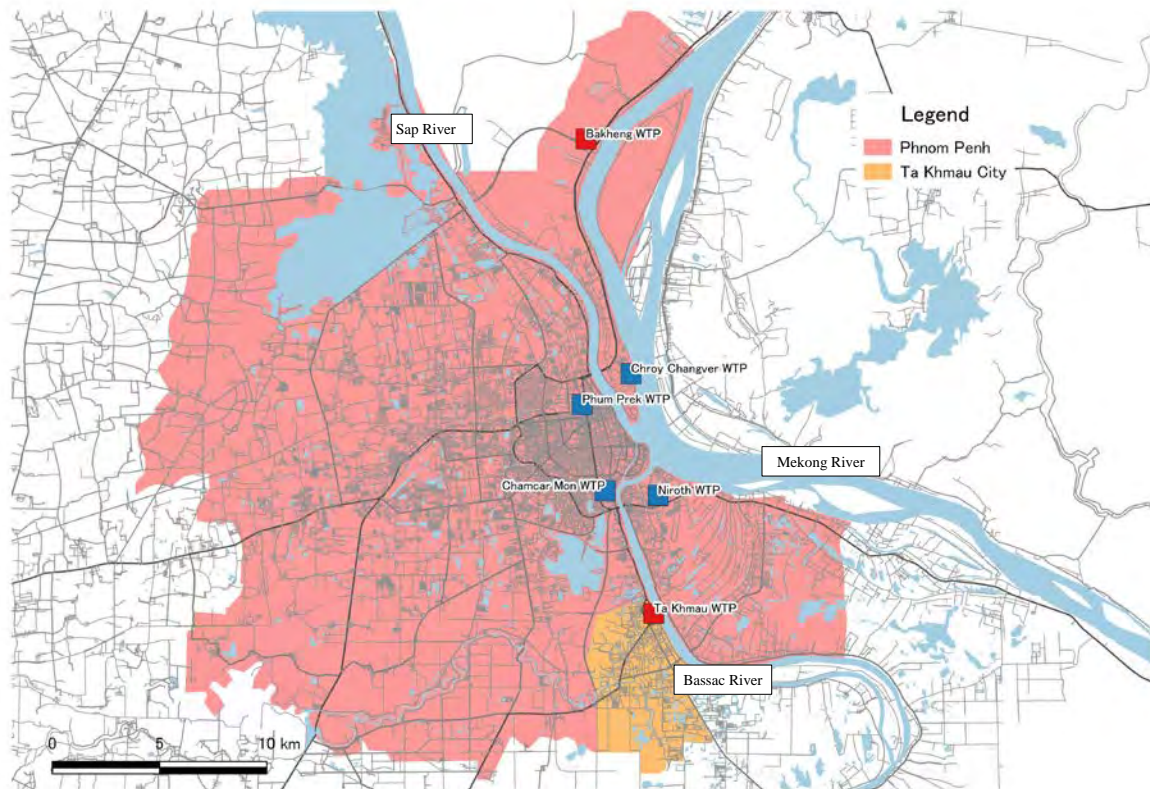 Sap River
Bakheng WTP
Legend
Phnom Penh
Ta Khmau City
Chroy Changver WTP
Phum Prek WTP
Mekong River
Chamcar Mon WTP
Niroth WTP
Ta Khmau WTP
Bassac River
0 5 10 km